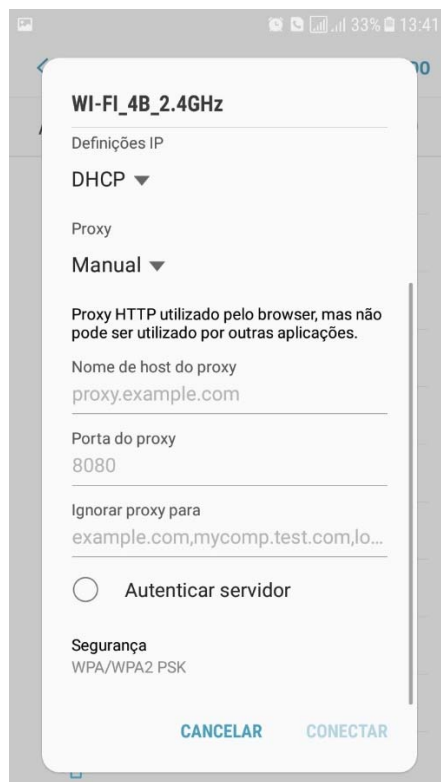 33% 13:41
WI-FI_4B_2.4GHz
Definições IP
DHCP
Proxy
Manual
Proxy HTTP utilizado pelo browser, mas não
pode ser utilizado por outras aplicações.
Nome de host do proxy
proxy.example.com
Porta do proxy
8080
Ignorar proxy para
example.com,mycomp.test.com,lo...
Autenticar servidor
Segurança
WPA/WPA2 PSK
CANCELAR CONECTAR